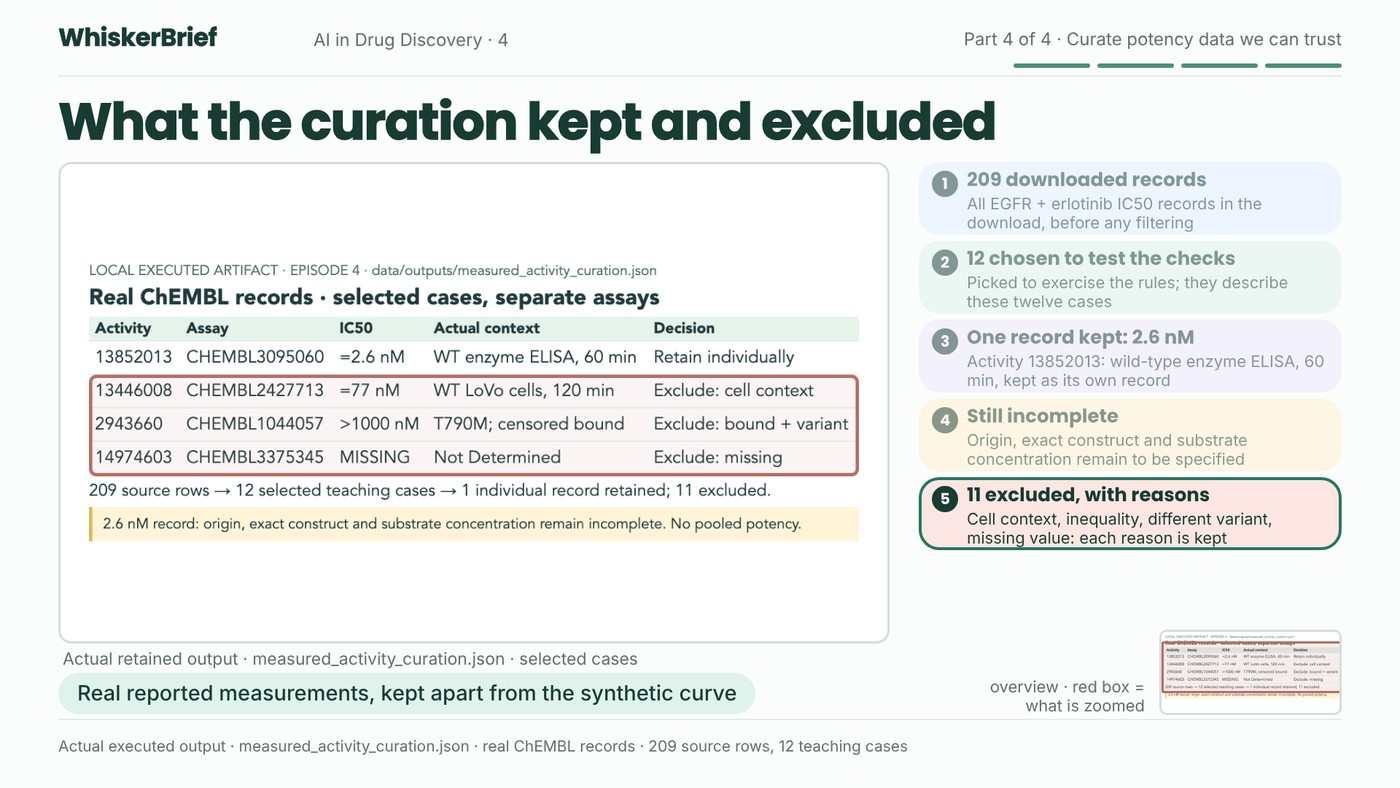 WhiskerBrief
AI in Drug Discovery · 4
Part 4 of 4 · Curate potency data we can trust
What the curation kept and excluded
LOCAL EXECUTED ARTIFACT · EPISODE 4 · data/outputs/measured_activity_curation.json
Real ChEMBL records · selected cases, separate assays
Activity Assay IC50 Actual context Decision
13852013 CHEMBL3095060 =2.6 nM WT enzyme ELISA, 60 min Retain individually
13446008 CHEMBL2427713 =77 nM WT LoVo cells, 120 min Exclude: cell context
2943660 CHEMBL1044057 >1000 nM T790M; censored bound Exclude: bound + variant
14974603 CHEMBL3375345 MISSING Not Determined Exclude: missing
209 source rows → 12 selected teaching cases → 1 individual record retained; 11 excluded.
2.6 nM record: origin, exact construct and substrate concentration remain incomplete. No pooled potency.
Actual retained output · measured_activity_curation.json · selected cases
Real reported measurements, kept apart from the synthetic curve
1 209 downloaded records
All EGFR + erlotinib IC50 records in the
download, before any filtering
2 12 chosen to test the checks
Picked to exercise the rules; they describe
these twelve cases
3 One record kept: 2.6 nM
Activity 13852013: wild-type enzyme ELISA, 60
min, kept as its own record
4 Still incomplete
Origin, exact construct and substrate
concentration remain to be specified
5 11 excluded, with reasons
Cell context, inequality, different variant,
missing value: each reason is kept
overview · red box =
what is zoomed
Actual executed output · measured_activity_curation.json · real ChEMBL records · 209 source rows, 12 teaching cases